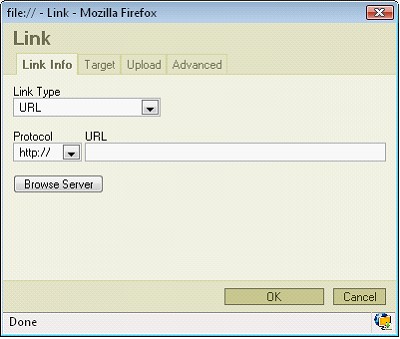 file:// - Link - Mozilla Firefox
Link
Link Info Target Upload Advanced
Link Type
URL
Protocol URL
http://
Browse Server
OK Cancel
Done